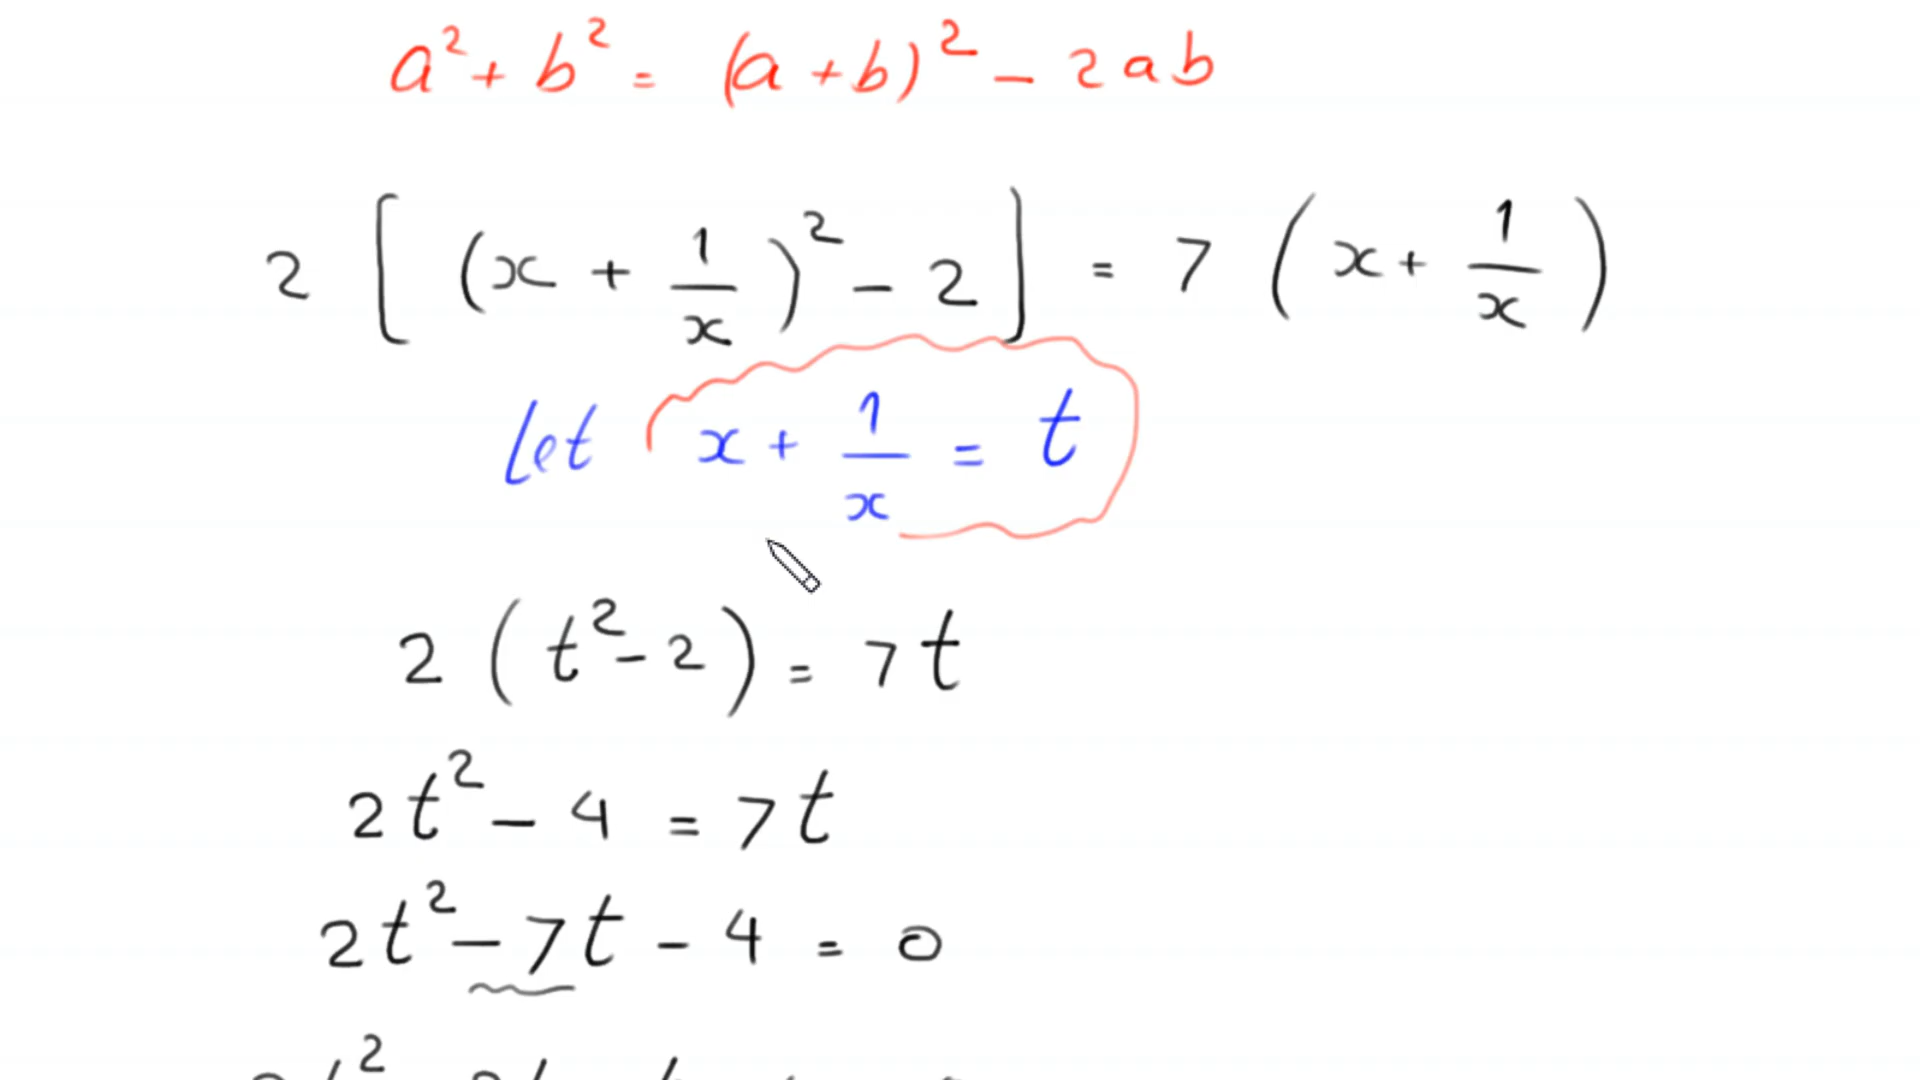 a² + b² = (a + b)² - 2ab
2 [ (x + 1/x)² - 2 ] = 7 (x + 1/x)
Let x + 1/x = t
2 (t² - 2) = 7t
2t² - 4 = 7t
2t² - 7t - 4 = 0